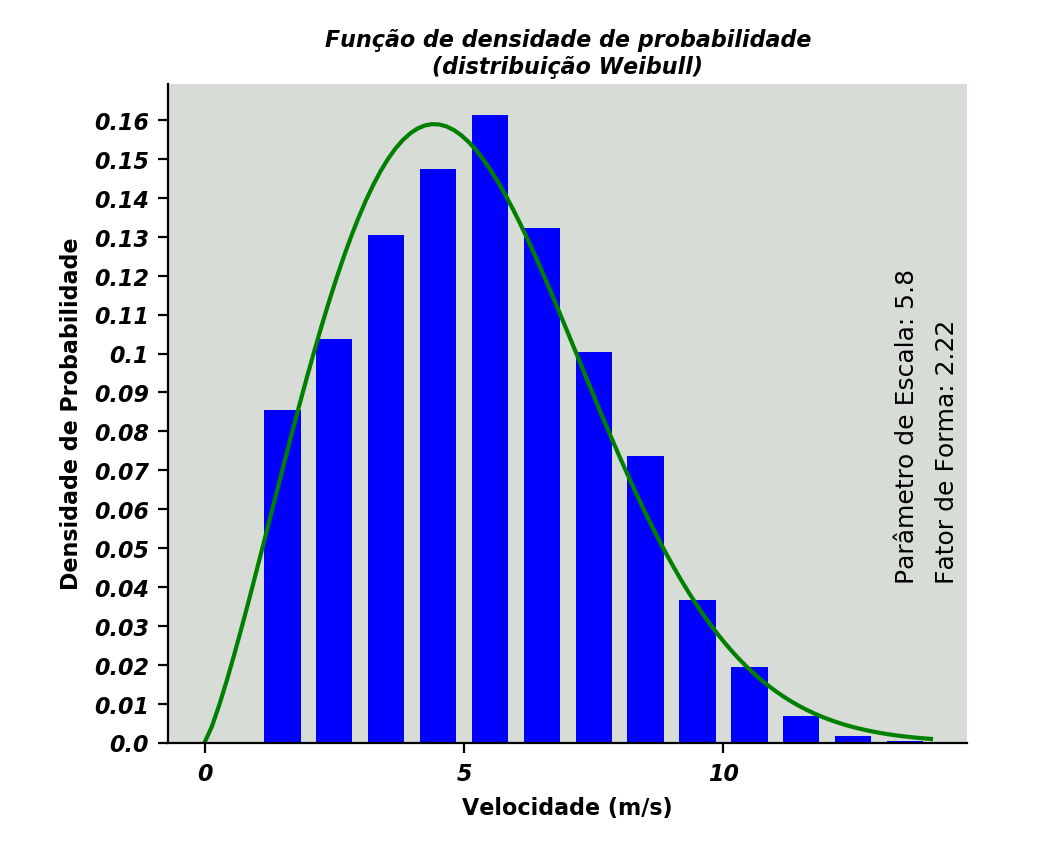 Função de densidade de probabilidade
(distribuição Weibull)
0.16
0.15
0.14
0.13
0.12
0.11
0.1
0.09
0.08
0.07
0.06
0.05
0.04
0.03
0.02
0.01
0.0
Densidade de Probabilidade
0 5 10
Velocidade (m/s)
Parâmetro de Escala: 5.8
Fator de Forma: 2.22